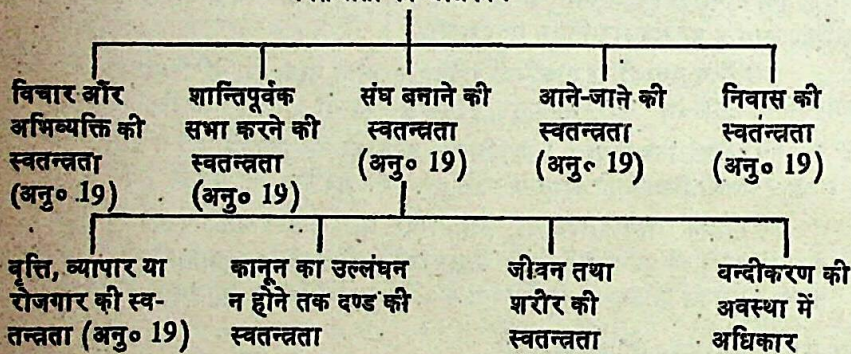 विचार और
अभिव्यक्ति की
स्वतन्त्रता
(अनु० 19)
शान्तिपूर्वक
सभा करने की
स्वतन्त्रता
(अनु० 19)
संघ बनाने की
स्वतन्त्रता
(अनु० 19)
आने-जाने की
स्वतन्त्रता
(अनु० 19)
निवास की
स्वतन्त्रता
(अनु० 19)
वृत्ति, व्यापार या
रोजगार की स्व-
तन्त्रता (अनु० 19)
कानून का उल्लंघन
न होने तक दण्ड की
स्वतन्त्रता
जीवन तथा
शरीर की
स्वतन्त्रता
वन्दीकरण की
अवस्था में
अधिकार